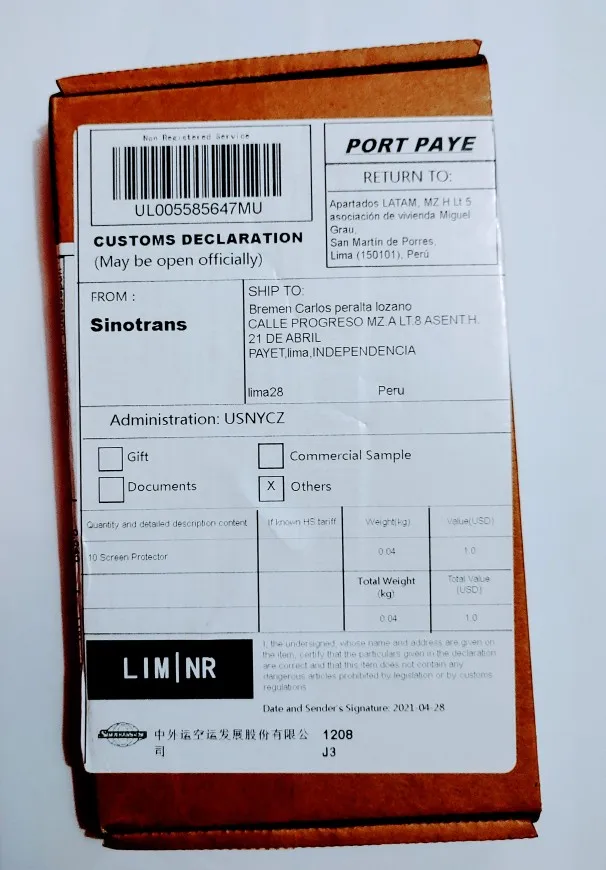 Non Registered Service
UL005585647MU
PORT PAYE
RETURN TO:
Apartados LATAM, MZ H Lt 5
asociación de vivienda Miguel
Grau,
San Martin de Porres,
Lima (150101), Perú
CUSTOMS DECLARATION
(May be open officially)
FROM :
Sinotrans
SHIP TO:
Bremen Carlos peralta lozano
CALLE PROGRESO MZ A LT.8 ASENT.H.
21 DE ABRIL
PAYET,lima,INDEPENDENCIA
lima28 Peru
Administration: USNYCZ
Gift
Commercial Sample
Documents
X Others
Quantity and detailed description content If known HS tariff Weight(kg) Value(USD)
10 Screen Protector 0.04 1.0
Total Weight (kg) Total Value (USD)
0.04 1.0
LIM|NR
I, the undersigned, whose name and address are given on
the item, certify that the particulars given in the declaration
are correct and that this item does not contain any
dangerous articles prohibited by legislation or by customs
regulations
Date and Sender's Signature: 2021-04-28
SINOTRANS
中外运空运发展股份有限公
司
1208
J3